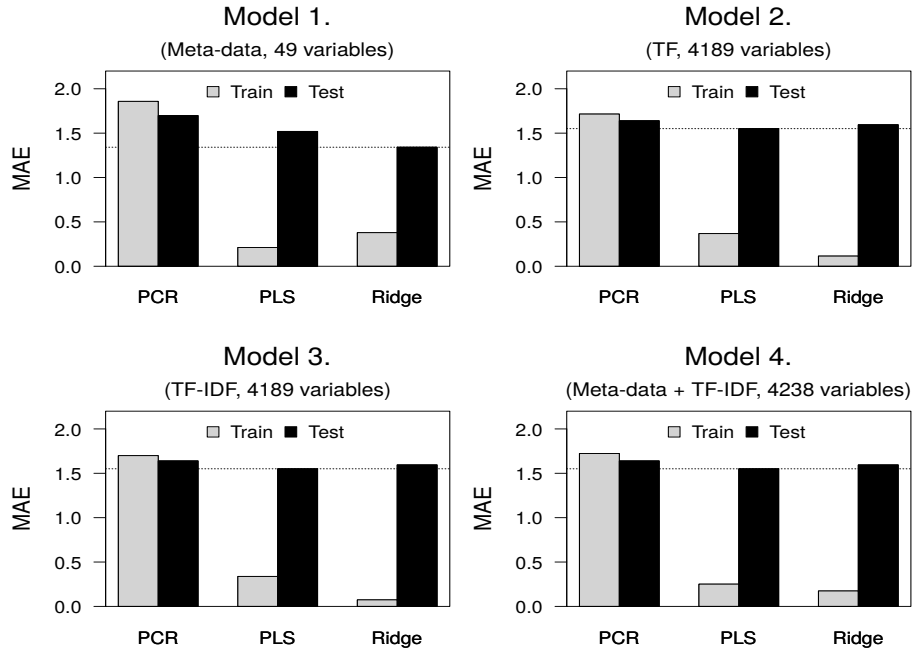 Model 1.
(Meta-data, 49 variables)
MAE
2.0
1.5
1.0
0.5
0.0
Train Test
PCR PLS Ridge
Model 2.
(TF, 4189 variables)
MAE
2.0
1.5
1.0
0.5
0.0
Train Test
PCR PLS Ridge
Model 3.
(TF-IDF, 4189 variables)
MAE
2.0
1.5
1.0
0.5
0.0
Train Test
PCR PLS Ridge
Model 4.
(Meta-data + TF-IDF, 4238 variables)
MAE
2.0
1.5
1.0
0.5
0.0
Train Test
PCR PLS Ridge